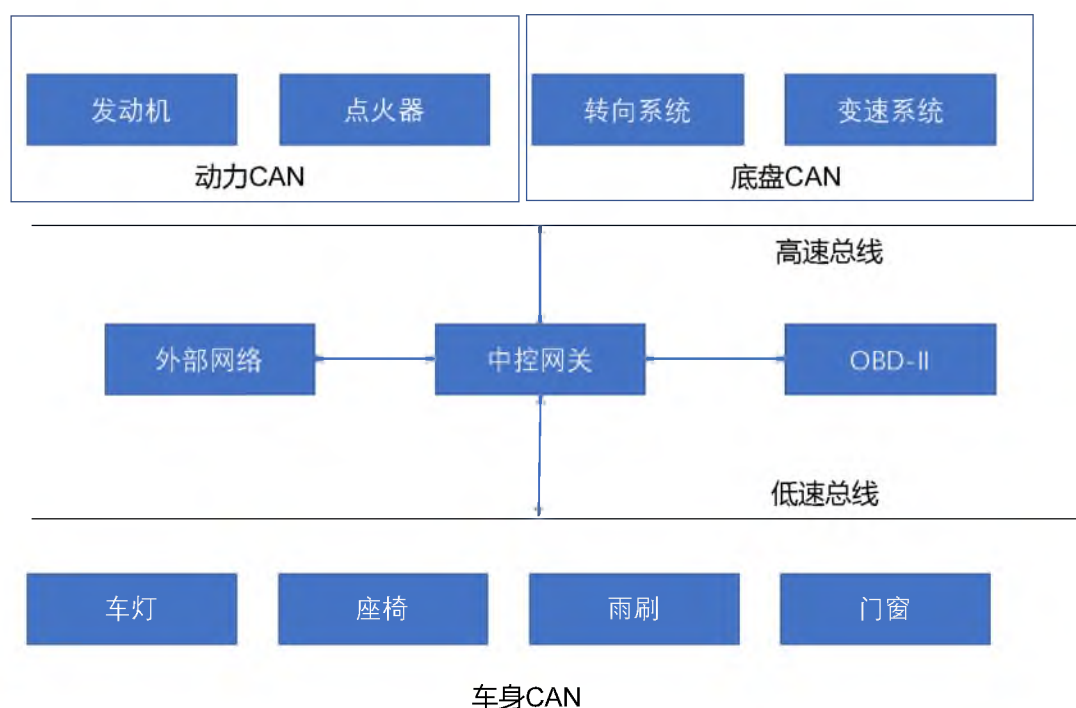 发动机
点火器
转向系统
变速系统
动力CAN
底盘CAN
高速总线
外部网络
中控网关
OBD-II
低速总线
车灯
座椅
雨刷
门窗
车身CAN